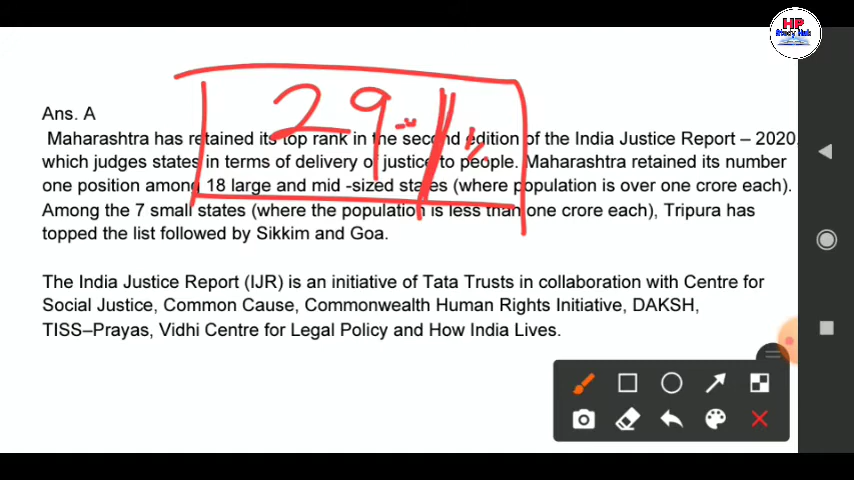 HP
Study Hub
29
Ans. A
Maharashtra has retained its top rank in the second edition of the India Justice Report – 2020,
which judges states in terms of delivery of justice to people. Maharashtra retained its number
one position among 18 large and mid -sized states (where population is over one crore each).
Among the 7 small states (where the population is less than one crore each), Tripura has
topped the list followed by Sikkim and Goa.
The India Justice Report (IJR) is an initiative of Tata Trusts in collaboration with Centre for
Social Justice, Common Cause, Commonwealth Human Rights Initiative, DAKSH,
TISS–Prayas, Vidhi Centre for Legal Policy and How India Lives.